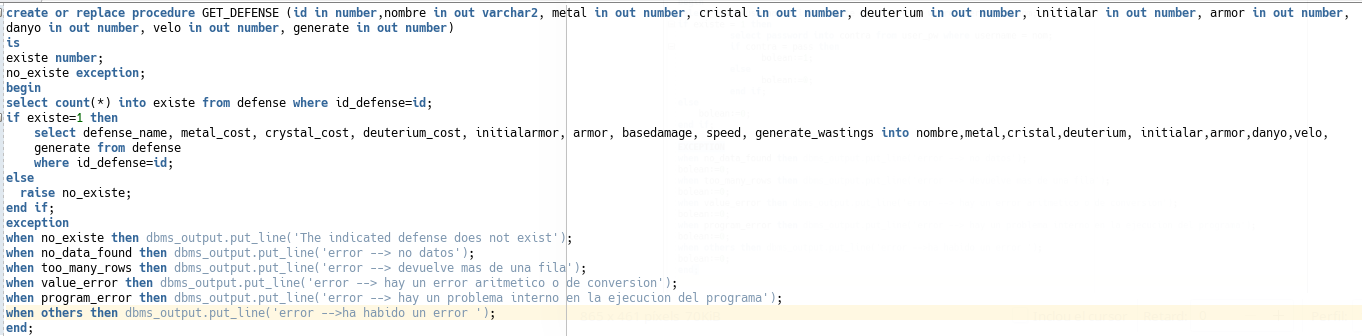 create or replace procedure GET_DEFENSE (id in number,nombre in out varchar2, metal in out number, cristal in out number, deuterium in out number, initialar in out number, armor in out number,
danyo in out number, velo in out number, generate in out number)
is
existe number;
no_existe exception;
begin
select count(*) into existe from defense where id_defense=id;
if existe=1 then
    select defense_name, metal_cost, crystal_cost, deuterium_cost, initialarmor, armor, basedamage, speed, generate_wastings into nombre,metal,cristal,deuterium, initialar,armor,danyo,velo,
    generate from defense
    where id_defense=id;
else
  raise no_existe;
end if;
exception
when no_existe then dbms_output.put_line('The indicated defense does not exist');
when no_data_found then dbms_output.put_line('error --> no datos');
when too_many_rows then dbms_output.put_line('error --> devuelve mas de una fila');
when value_error then dbms_output.put_line('error --> hay un error aritmetico o de conversion');
when program_error then dbms_output.put_line('error --> hay un problema interno en la ejecucion del programa');
when others then dbms_output.put_line('error -->ha habido un error ');
end;